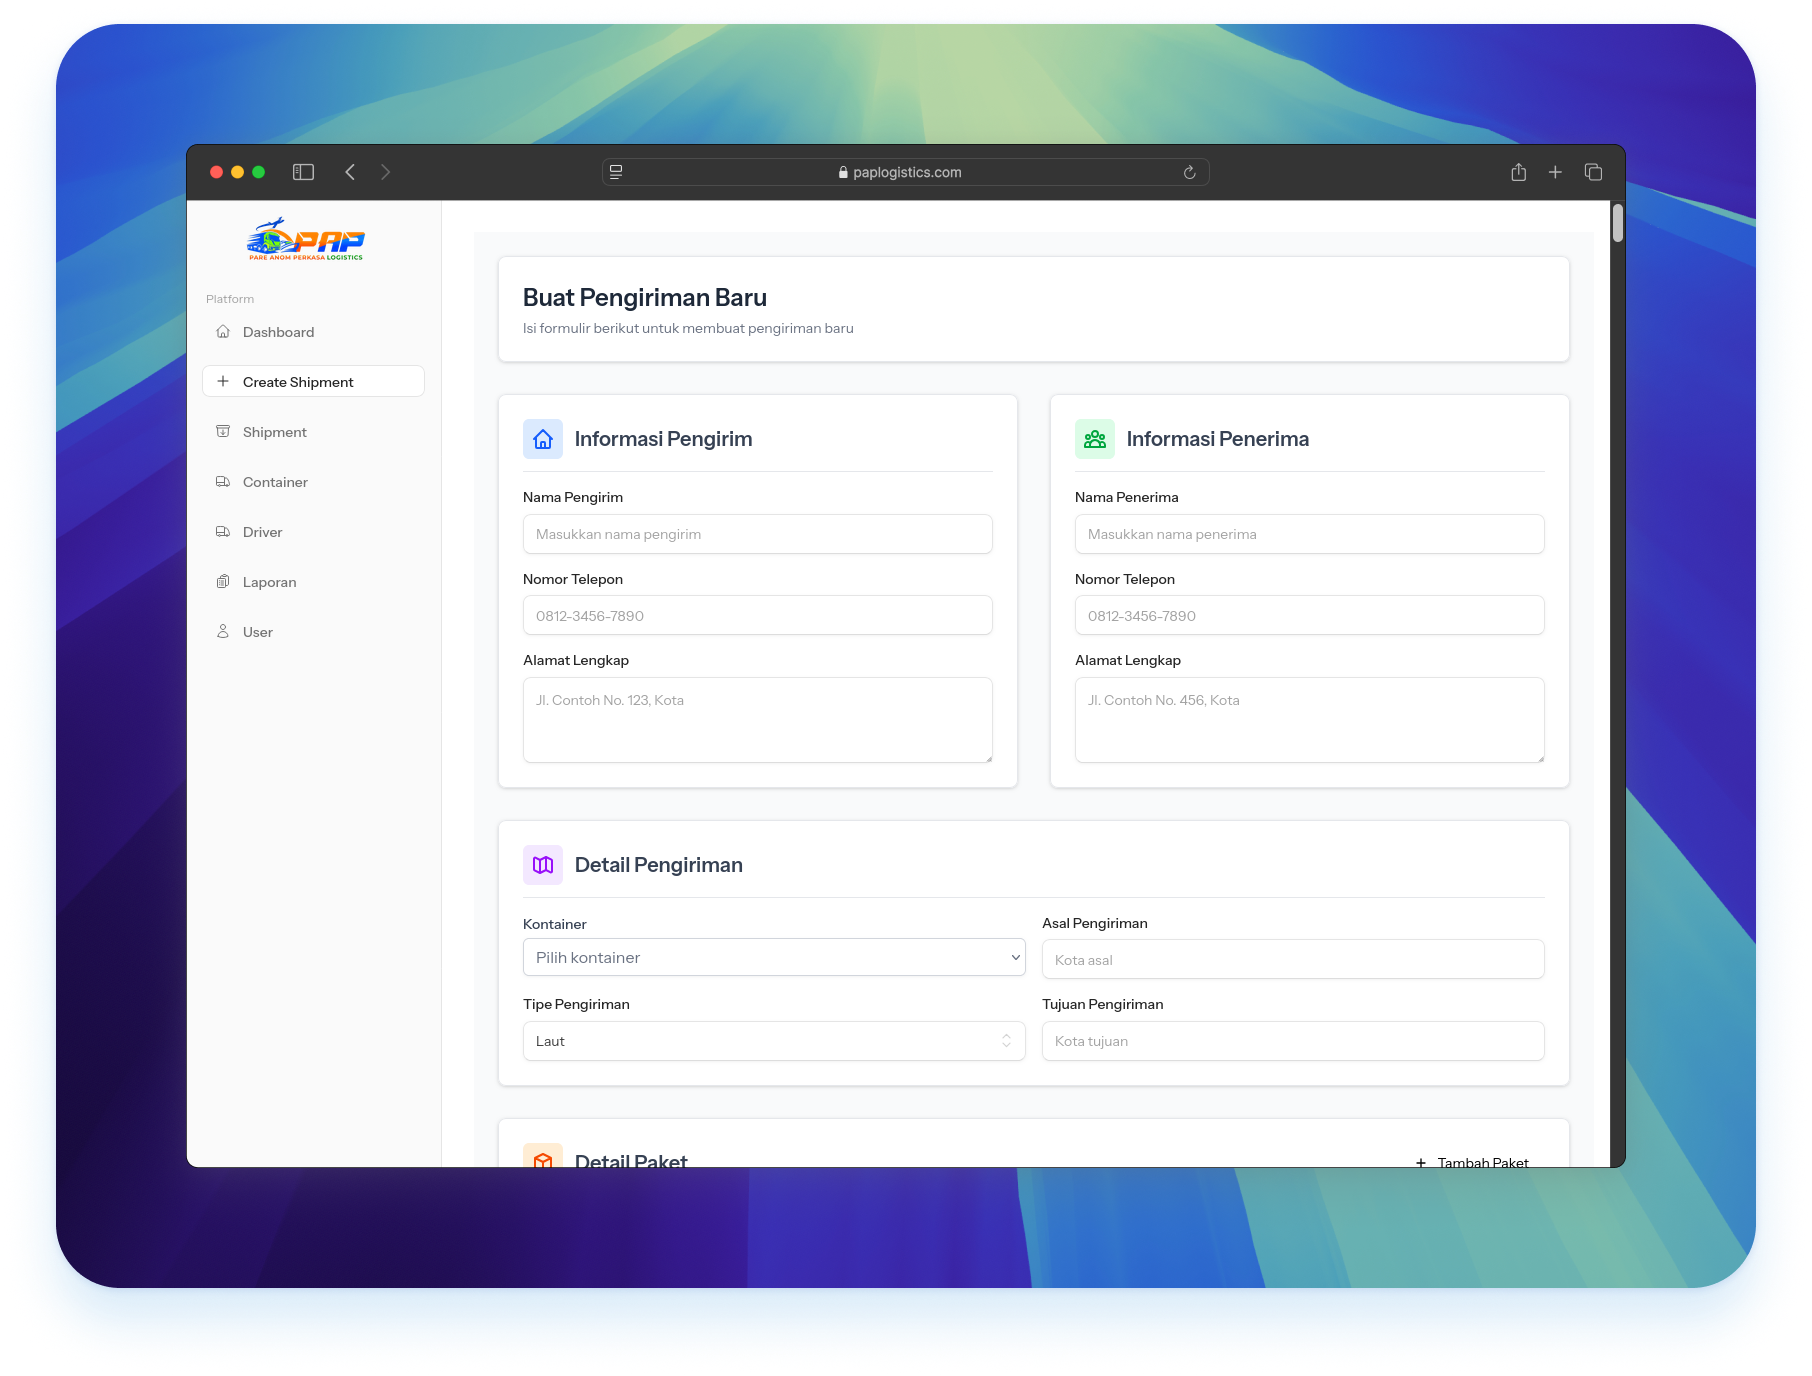 paplogistics.com
PAP
PARE ANOM PERKASA LOGISTICS
Platform
Dashboard
Create Shipment
Shipment
Container
Driver
Laporan
User
Buat Pengiriman Baru
Isi formulir berikut untuk membuat pengiriman baru
Informasi Pengirim
Nama Pengirim
Masukkan nama pengirim
Nomor Telepon
0812-3456-7890
Alamat Lengkap
Jl. Contoh No. 123, Kota
Informasi Penerima
Nama Penerima
Masukkan nama penerima
Nomor Telepon
0812-3456-7890
Alamat Lengkap
Jl. Contoh No. 456, Kota
Detail Pengiriman
Kontainer
Pilih kontainer
Asal Pengiriman
Kota asal
Tipe Pengiriman
Laut
Tujuan Pengiriman
Kota tujuan
Detail Paket
Tambah Paket